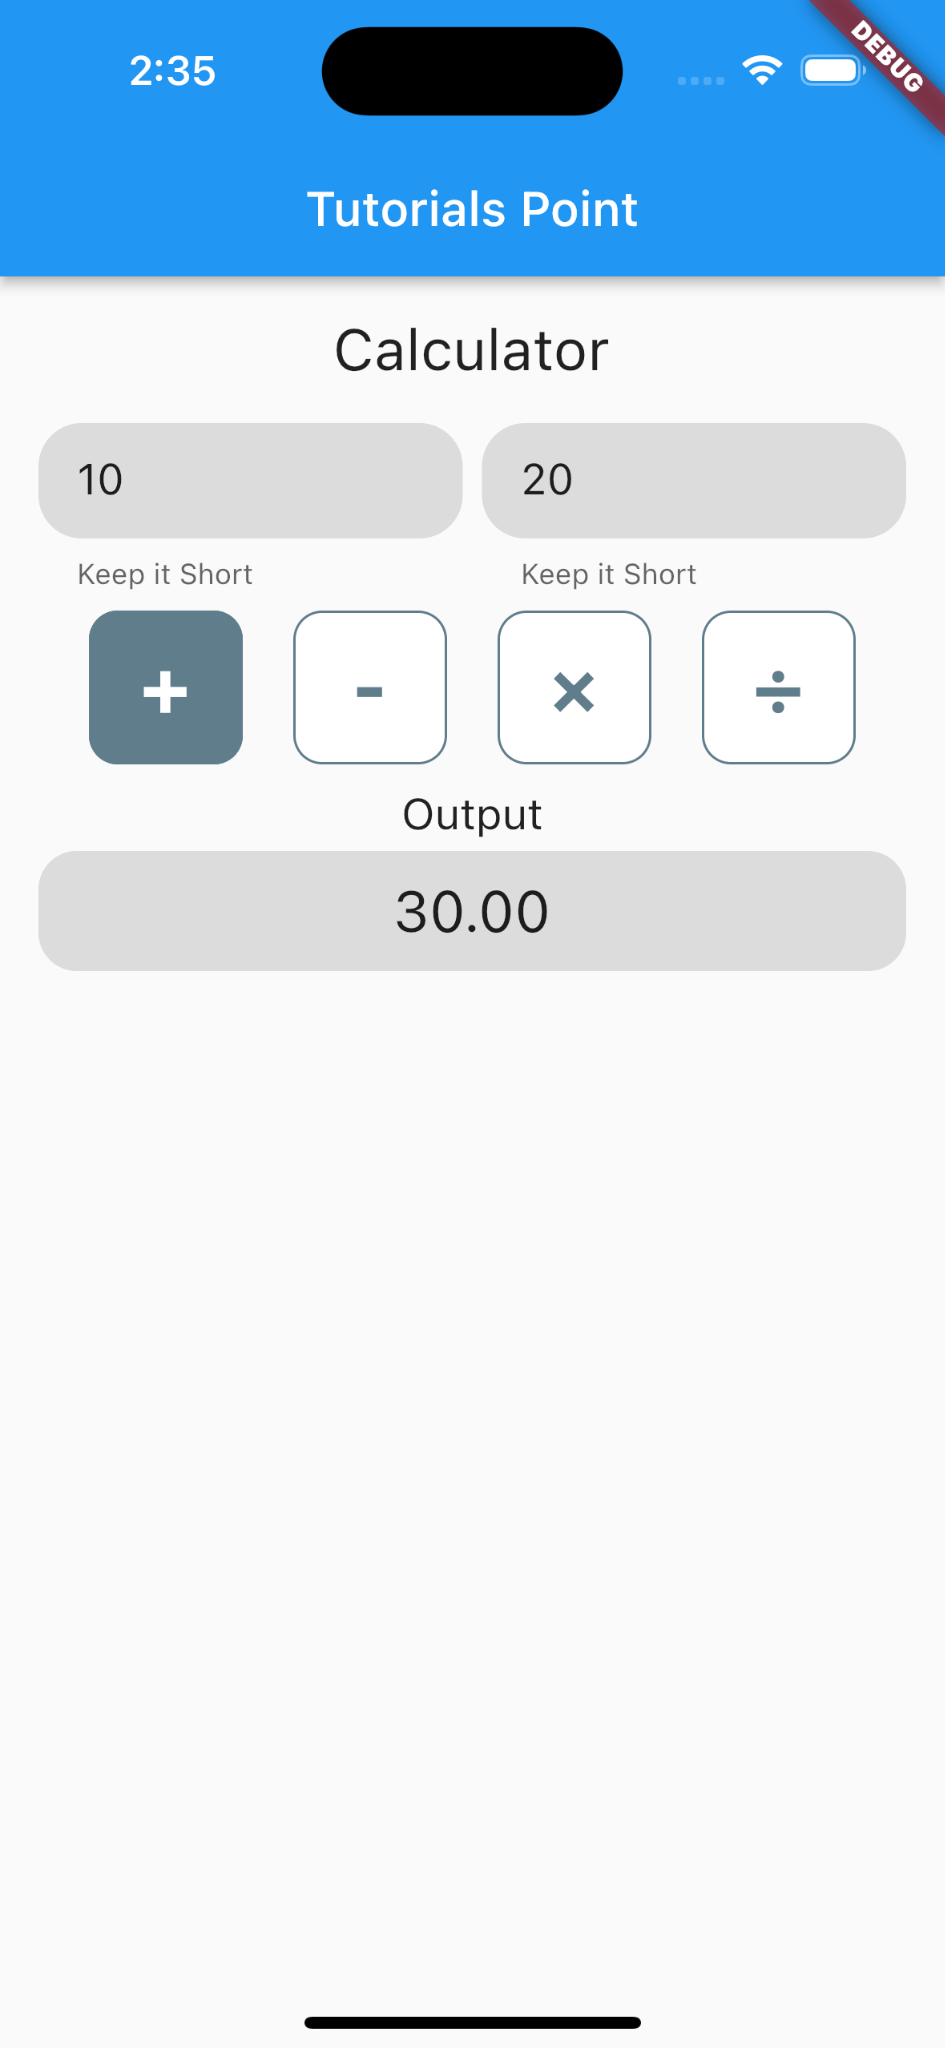 2:35
DEBUG
Tutorials Point
Calculator
10 20
Keep it Short Keep it Short
+ - × ÷
Output
30.00